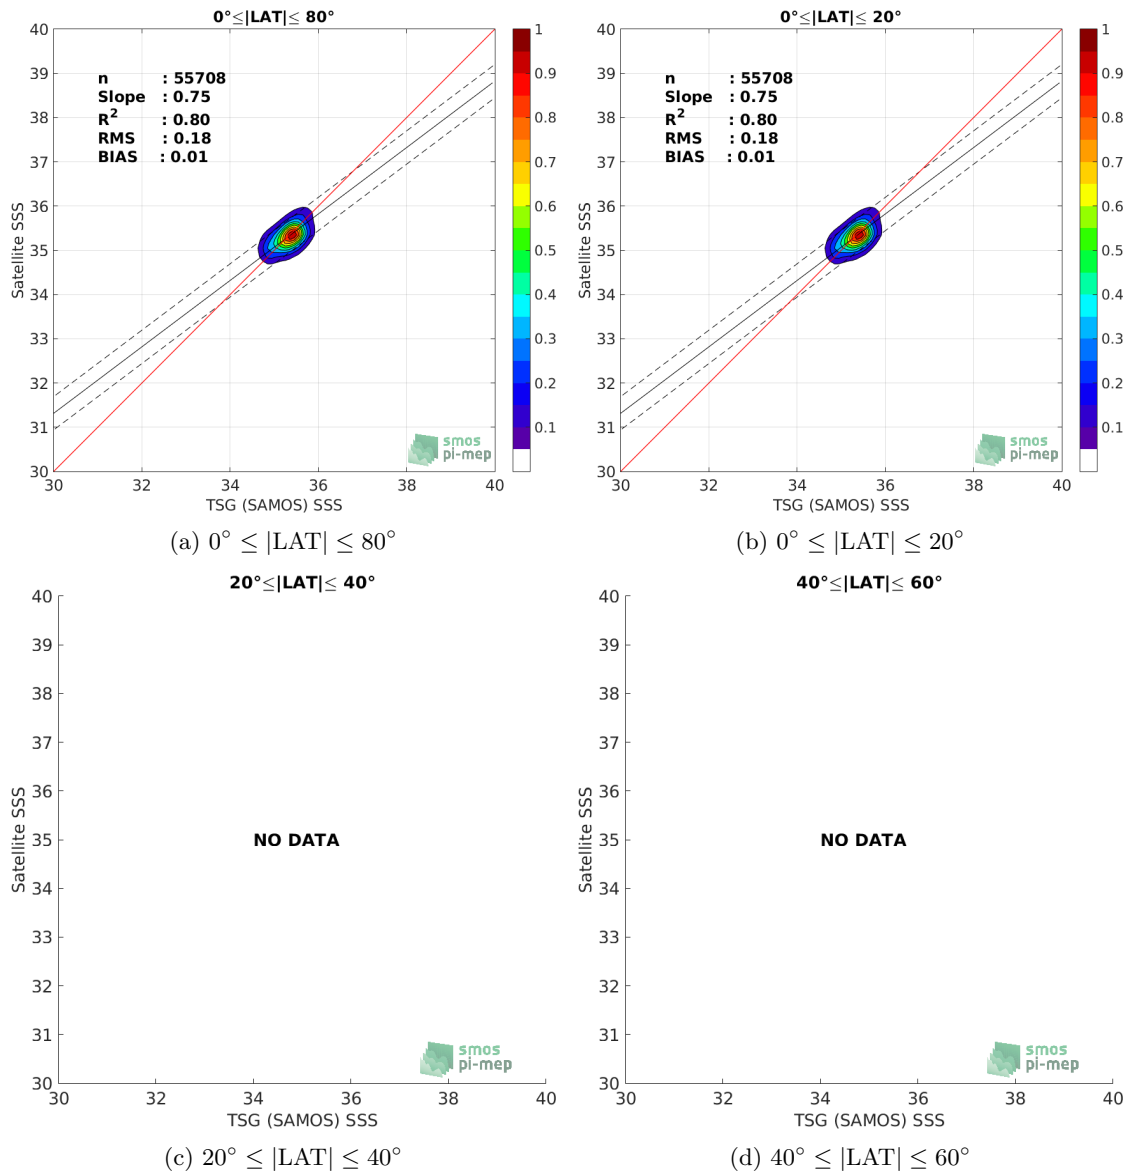 0°≤|LAT|≤ 80°
Satellite SSS
40
39
38
37
36
35
34
33
32
31
30
n : 55708
Slope : 0.75
R² : 0.80
RMS : 0.18
BIAS : 0.01
smos
pi-mep
30 32 34 36 38 40
TSG (SAMOS) SSS
1
0.9
0.8
0.7
0.6
0.5
0.4
0.3
0.2
0.1
(a) 0° ≤ |LAT| ≤ 80°
0°≤|LAT|≤ 20°
Satellite SSS
40
39
38
37
36
35
34
33
32
31
30
n : 55708
Slope : 0.75
R² : 0.80
RMS : 0.18
BIAS : 0.01
smos
pi-mep
30 32 34 36 38 40
TSG (SAMOS) SSS
1
0.9
0.8
0.7
0.6
0.5
0.4
0.3
0.2
0.1
(b) 0° ≤ |LAT| ≤ 20°
20°≤|LAT|≤ 40°
Satellite SSS
40
39
38
37
36
35
34
33
32
31
30
NO DATA
smos
pi-mep
30 32 34 36 38 40
TSG (SAMOS) SSS
(c) 20° ≤ |LAT| ≤ 40°
40°≤|LAT|≤ 60°
Satellite SSS
40
39
38
37
36
35
34
33
32
31
30
NO DATA
smos
pi-mep
30 32 34 36 38 40
TSG (SAMOS) SSS
(d) 40° ≤ |LAT| ≤ 60°